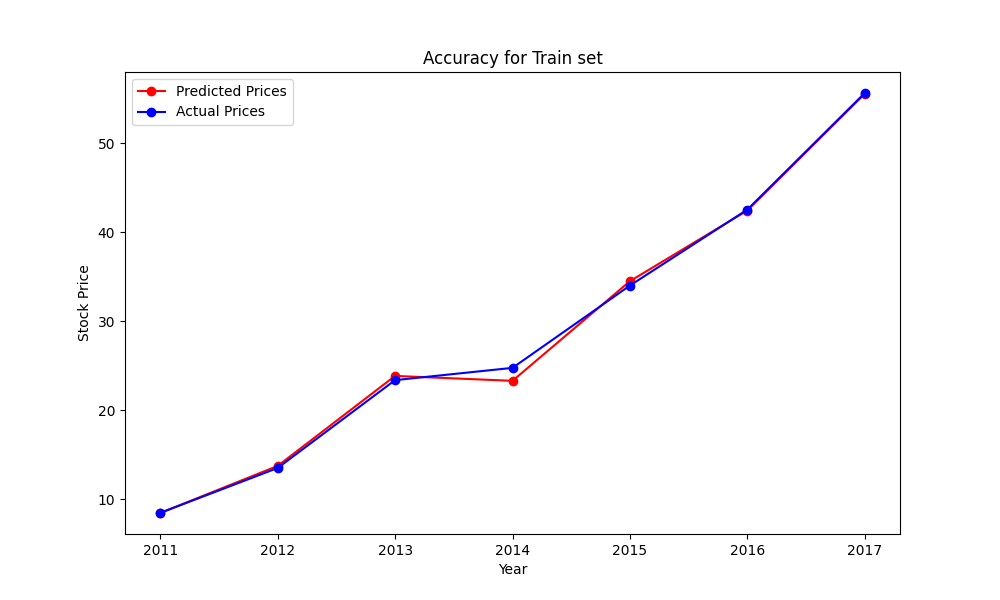 Accuracy for Train set
Predicted Prices
Actual Prices
50
40
30
20
10
Stock Price
2011 2012 2013 2014 2015 2016 2017
Year